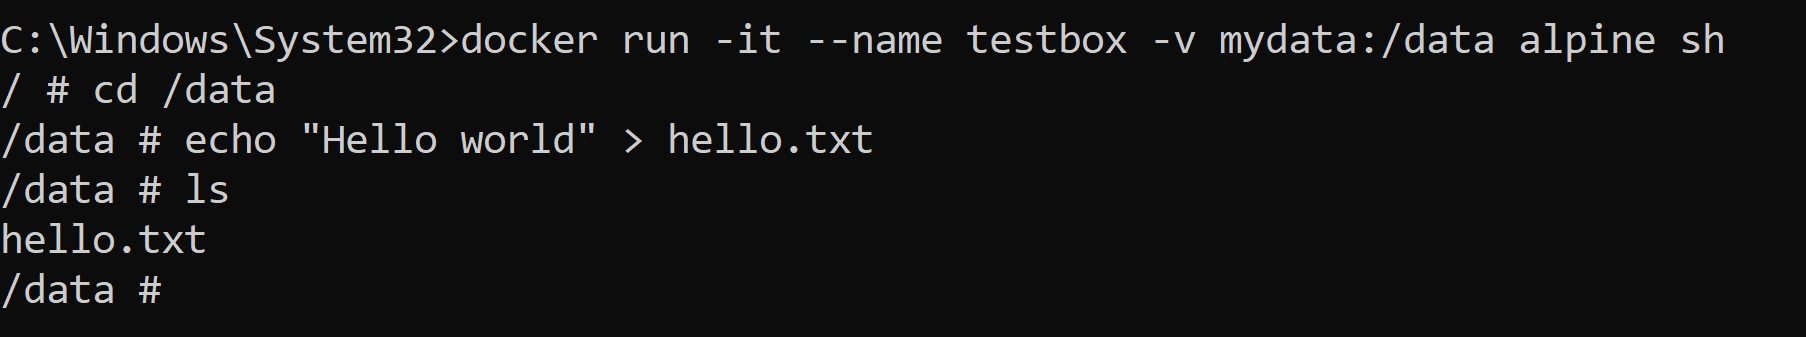 C:\Windows\System32>docker run -it --name testbox -v mydata:/data alpine sh
/ # cd /data
/data # echo "Hello world" > hello.txt
/data # ls
hello.txt
/data #